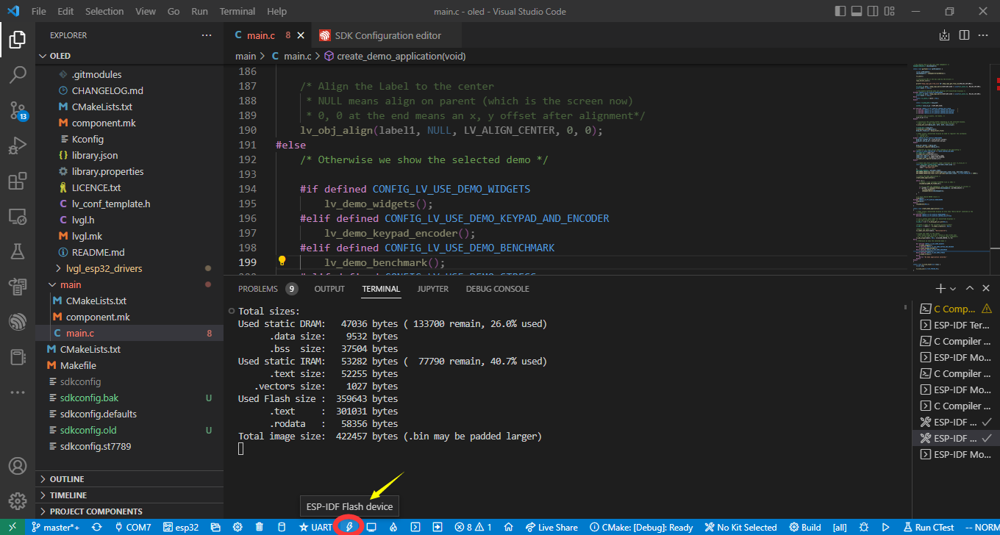 File Edit Selection View Go Run Terminal Help
main.c - oled - Visual Studio Code
EXPLORER
OLED
.gitmodules
CHANGELOG.md
CMakeLists.txt
component.mk
Kconfig
library.json
library.properties
LICENCE.txt
lv_conf_template.h
lvgl.h
lvgl.mk
README.md
lvgl_esp32_drivers
main
CMakeLists.txt
component.mk
main.c 8
CMakeLists.txt
Makefile
sdkconfig
sdkconfig.bak U
sdkconfig.defaults
sdkconfig.old U
sdkconfig.st7789
OUTLINE
TIMELINE
PROJECT COMPONENTS
13
C main.c 8
SDK Configuration editor
main > C main.c > create_demo_application(void)
186
187 /* Align the Label to the center
188 * NULL means align on parent (which is the screen now)
189 * 0, 0 at the end means an x, y offset after alignment*/
190 lv_obj_align(label1, NULL, LV_ALIGN_CENTER, 0, 0);
191 #else
192 /* Otherwise we show the selected demo */
193
194 #if defined CONFIG_LV_USE_DEMO_WIDGETS
195 lv_demo_widgets();
196 #elif defined CONFIG_LV_USE_DEMO_KEYPAD_AND_ENCODER
197 lv_demo_keypad_encoder();
198 #elif defined CONFIG_LV_USE_DEMO_BENCHMARK
199 lv_demo_benchmark();
PROBLEMS 9 OUTPUT TERMINAL JUPYTER DEBUG CONSOLE
Total sizes:
Used static DRAM: 47036 bytes ( 133700 remain, 26.0% used)
.data size: 9532 bytes
.bss size: 37504 bytes
Used static IRAM: 53282 bytes ( 77790 remain, 40.7% used)
.text size: 52255 bytes
.vectors size: 1027 bytes
Used Flash size : 359643 bytes
.text : 301031 bytes
.rodata : 58356 bytes
Total image size: 422457 bytes (.bin may be padded larger)
C Comp...
ESP-IDF Ter...
C Compiler ...
ESP-IDF Mo...
C Compiler ...
ESP-IDF Mo...
C Compiler ...
ESP-IDF ...
ESP-IDF ...
ESP-IDF Mo...
ESP-IDF Flash device
master*+ COM7 esp32 UART 8 1 Live Share CMake: [Debug]: Ready No Kit Selected Build [all] Run CTest -- NORM